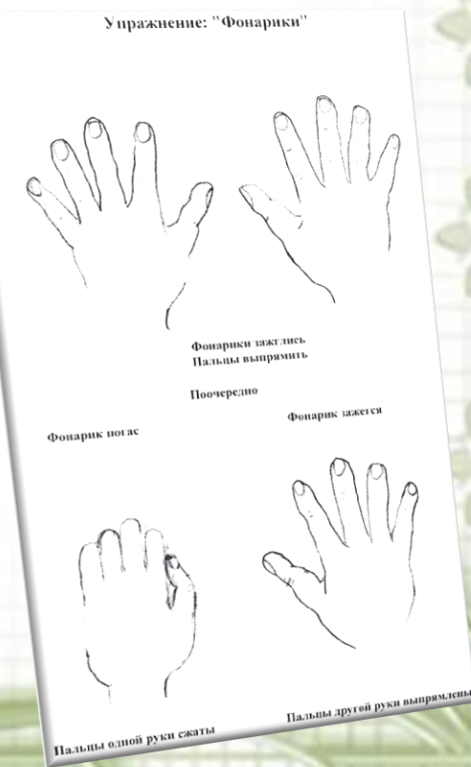 Упражнение: "Фонарики"
Фонарики зажглись
Пальцы выпрямить
Поочередно
Фонарик погас
Фонарик зажегся
Пальцы одной руки сжаты
Пальцы другой руки выпрямлены